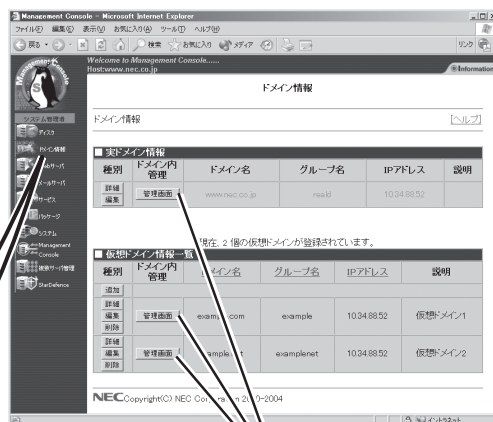 Management Console - Microsoft Internet Explorer
ファイル(F) 編集(E) 表示(V) お気に入り(A) ツール(T) ヘルプ(H)
戻る 検索 お気に入り メディア リンク
Welcome to Management Console......
Host:www.nec.co.jp
Information
Management Console
システム管理者
ディスク
ドメイン情報
メールサーバ
サービス
パッケージ
システム
Management Console
複数サーバ管理
StarDefence
ドメイン情報
ドメイン情報 [ヘルプ]
■ 実ドメイン情報
種別 ドメイン内管理 ドメイン名 グループ名 IPアドレス 説明
詳細
編集 管理画面 www.nec.co.jp 10.34.88.52
現在、2 個の仮想ドメインが登録されています。
■ 仮想ドメイン情報一覧
種別 ドメイン内管理 ドメイン名 グループ名 IPアドレス 説明
追加
詳細
編集 管理画面 example.com example 10.34.88.52 仮想ドメイン1
削除
詳細
編集 管理画面 examplenet 10.34.88.52 仮想ドメイン2
削除
NEC Copyright(C) NEC Corporation 2000-2004